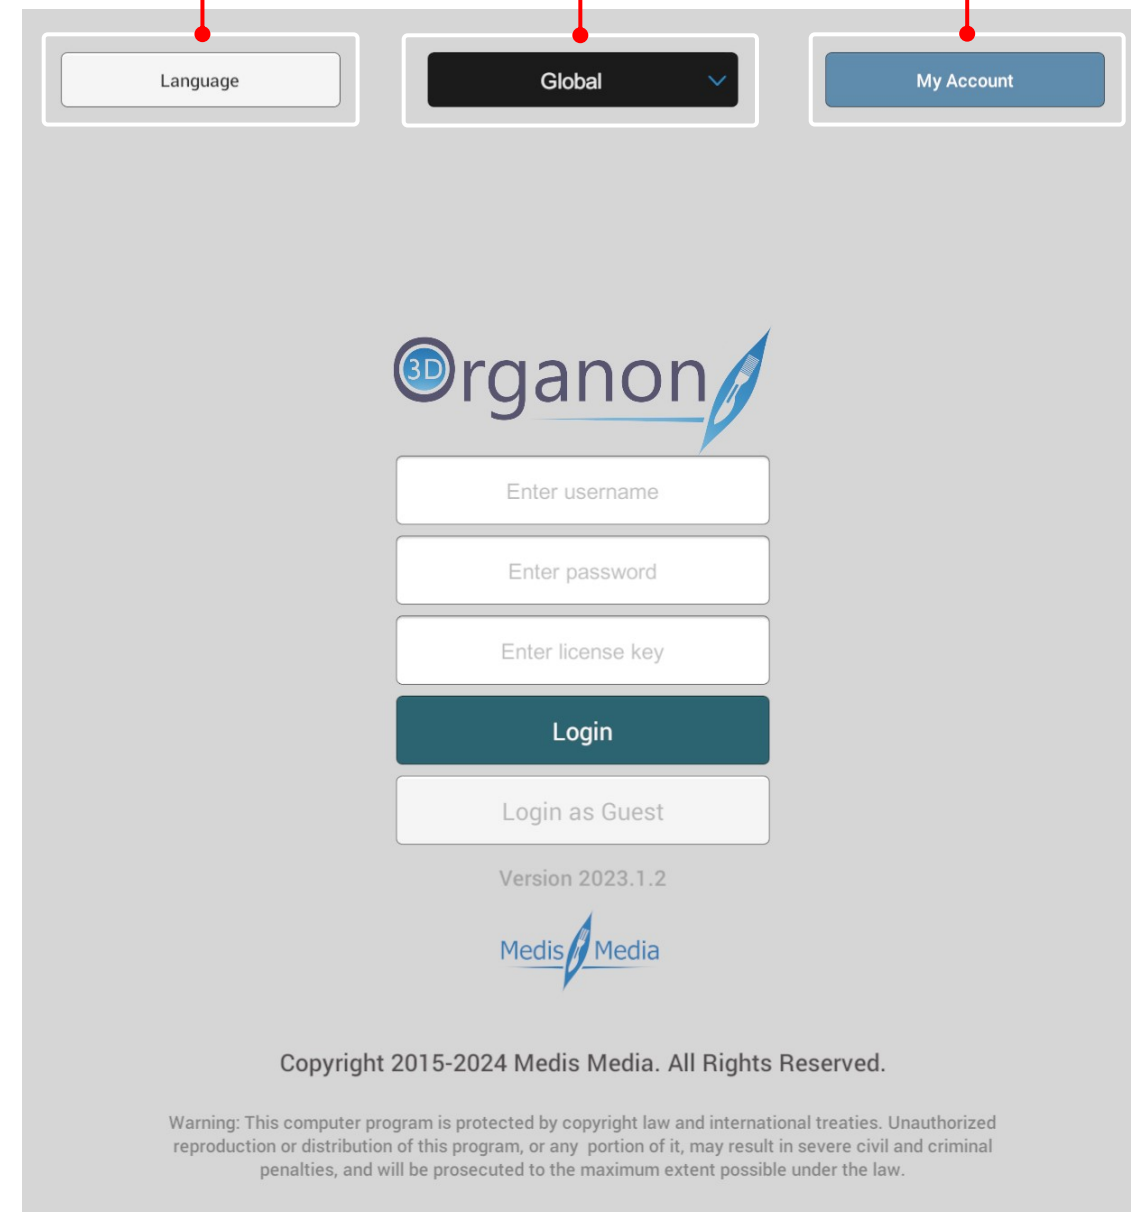 Language
Global
My Account
3D Organon
Enter username
Enter password
Enter license key
Login
Login as Guest
Version 2023.1.2
Medis Media
Copyright 2015-2024 Medis Media. All Rights Reserved.
Warning: This computer program is protected by copyright law and international treaties. Unauthorized
reproduction or distribution of this program, or any portion of it, may result in severe civil and criminal
penalties, and will be prosecuted to the maximum extent possible under the law.